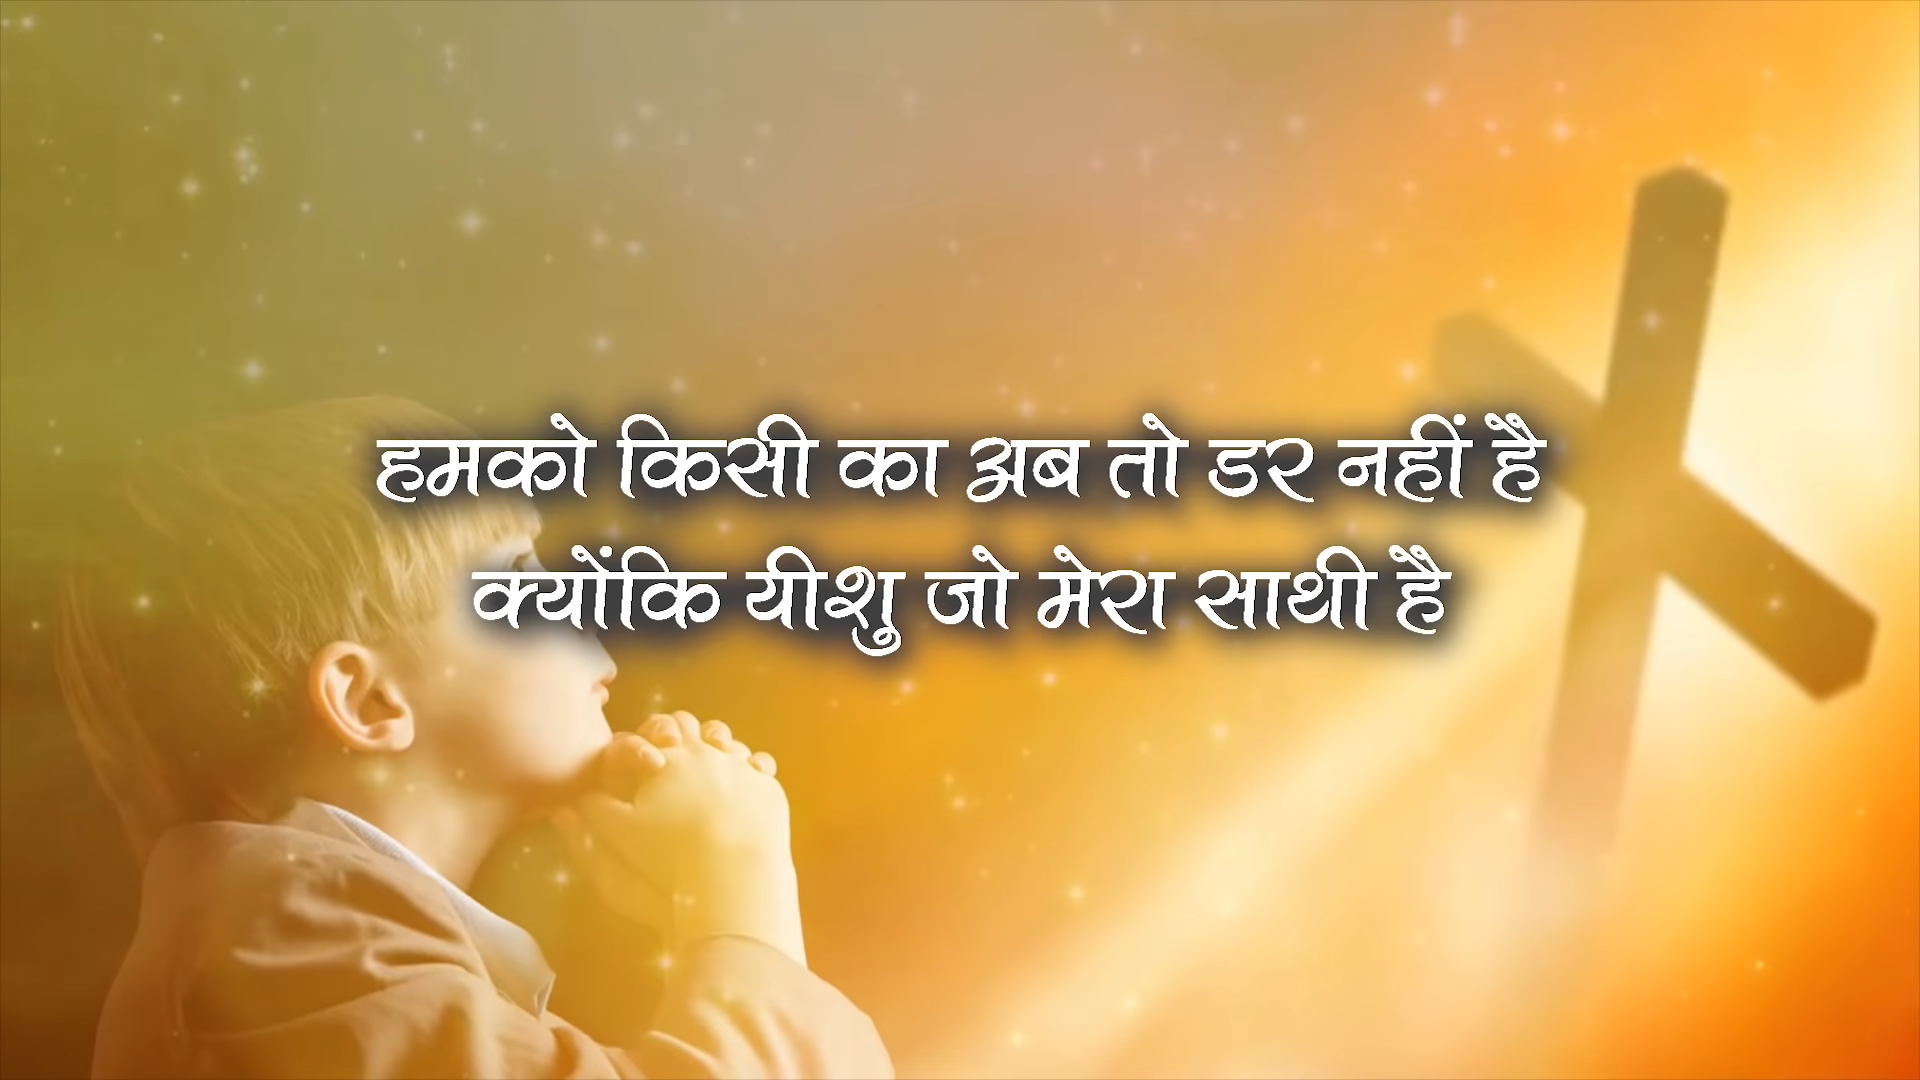 हमको किसी का अब तो डर नहीं है
क्योंकि यीशु जो मेरा साथी है